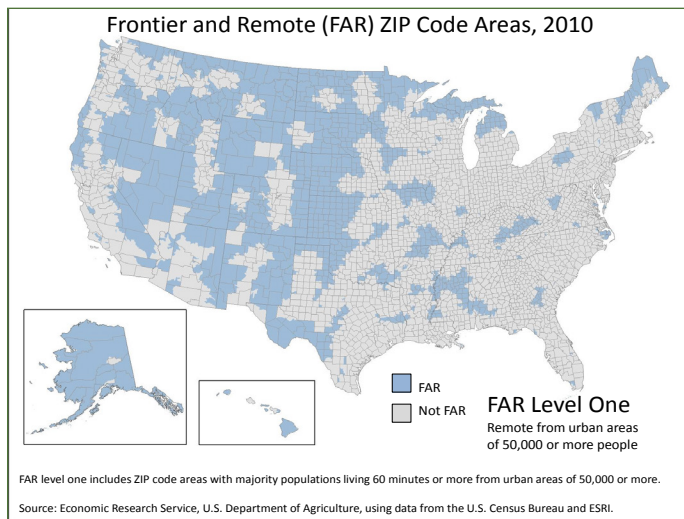 Frontier and Remote (FAR) ZIP Code Areas, 2010
FAR
Not FAR
FAR Level One
Remote from urban areas
of 50,000 or more people
FAR level one includes ZIP code areas with majority populations living 60 minutes or more from urban areas of 50,000 or more.
Source: Economic Research Service, U.S. Department of Agriculture, using data from the U.S. Census Bureau and ESRI.